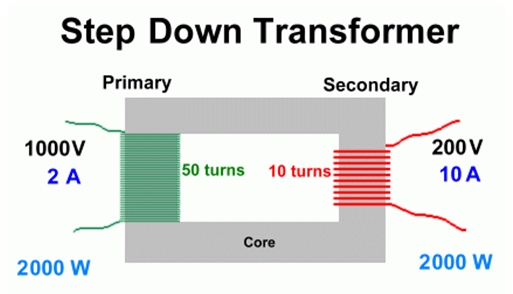 Step Down Transformer
Primary
Secondary
1000V
2 A
50 turns
10 turns
200V
10 A
Core
2000 W
2000 W